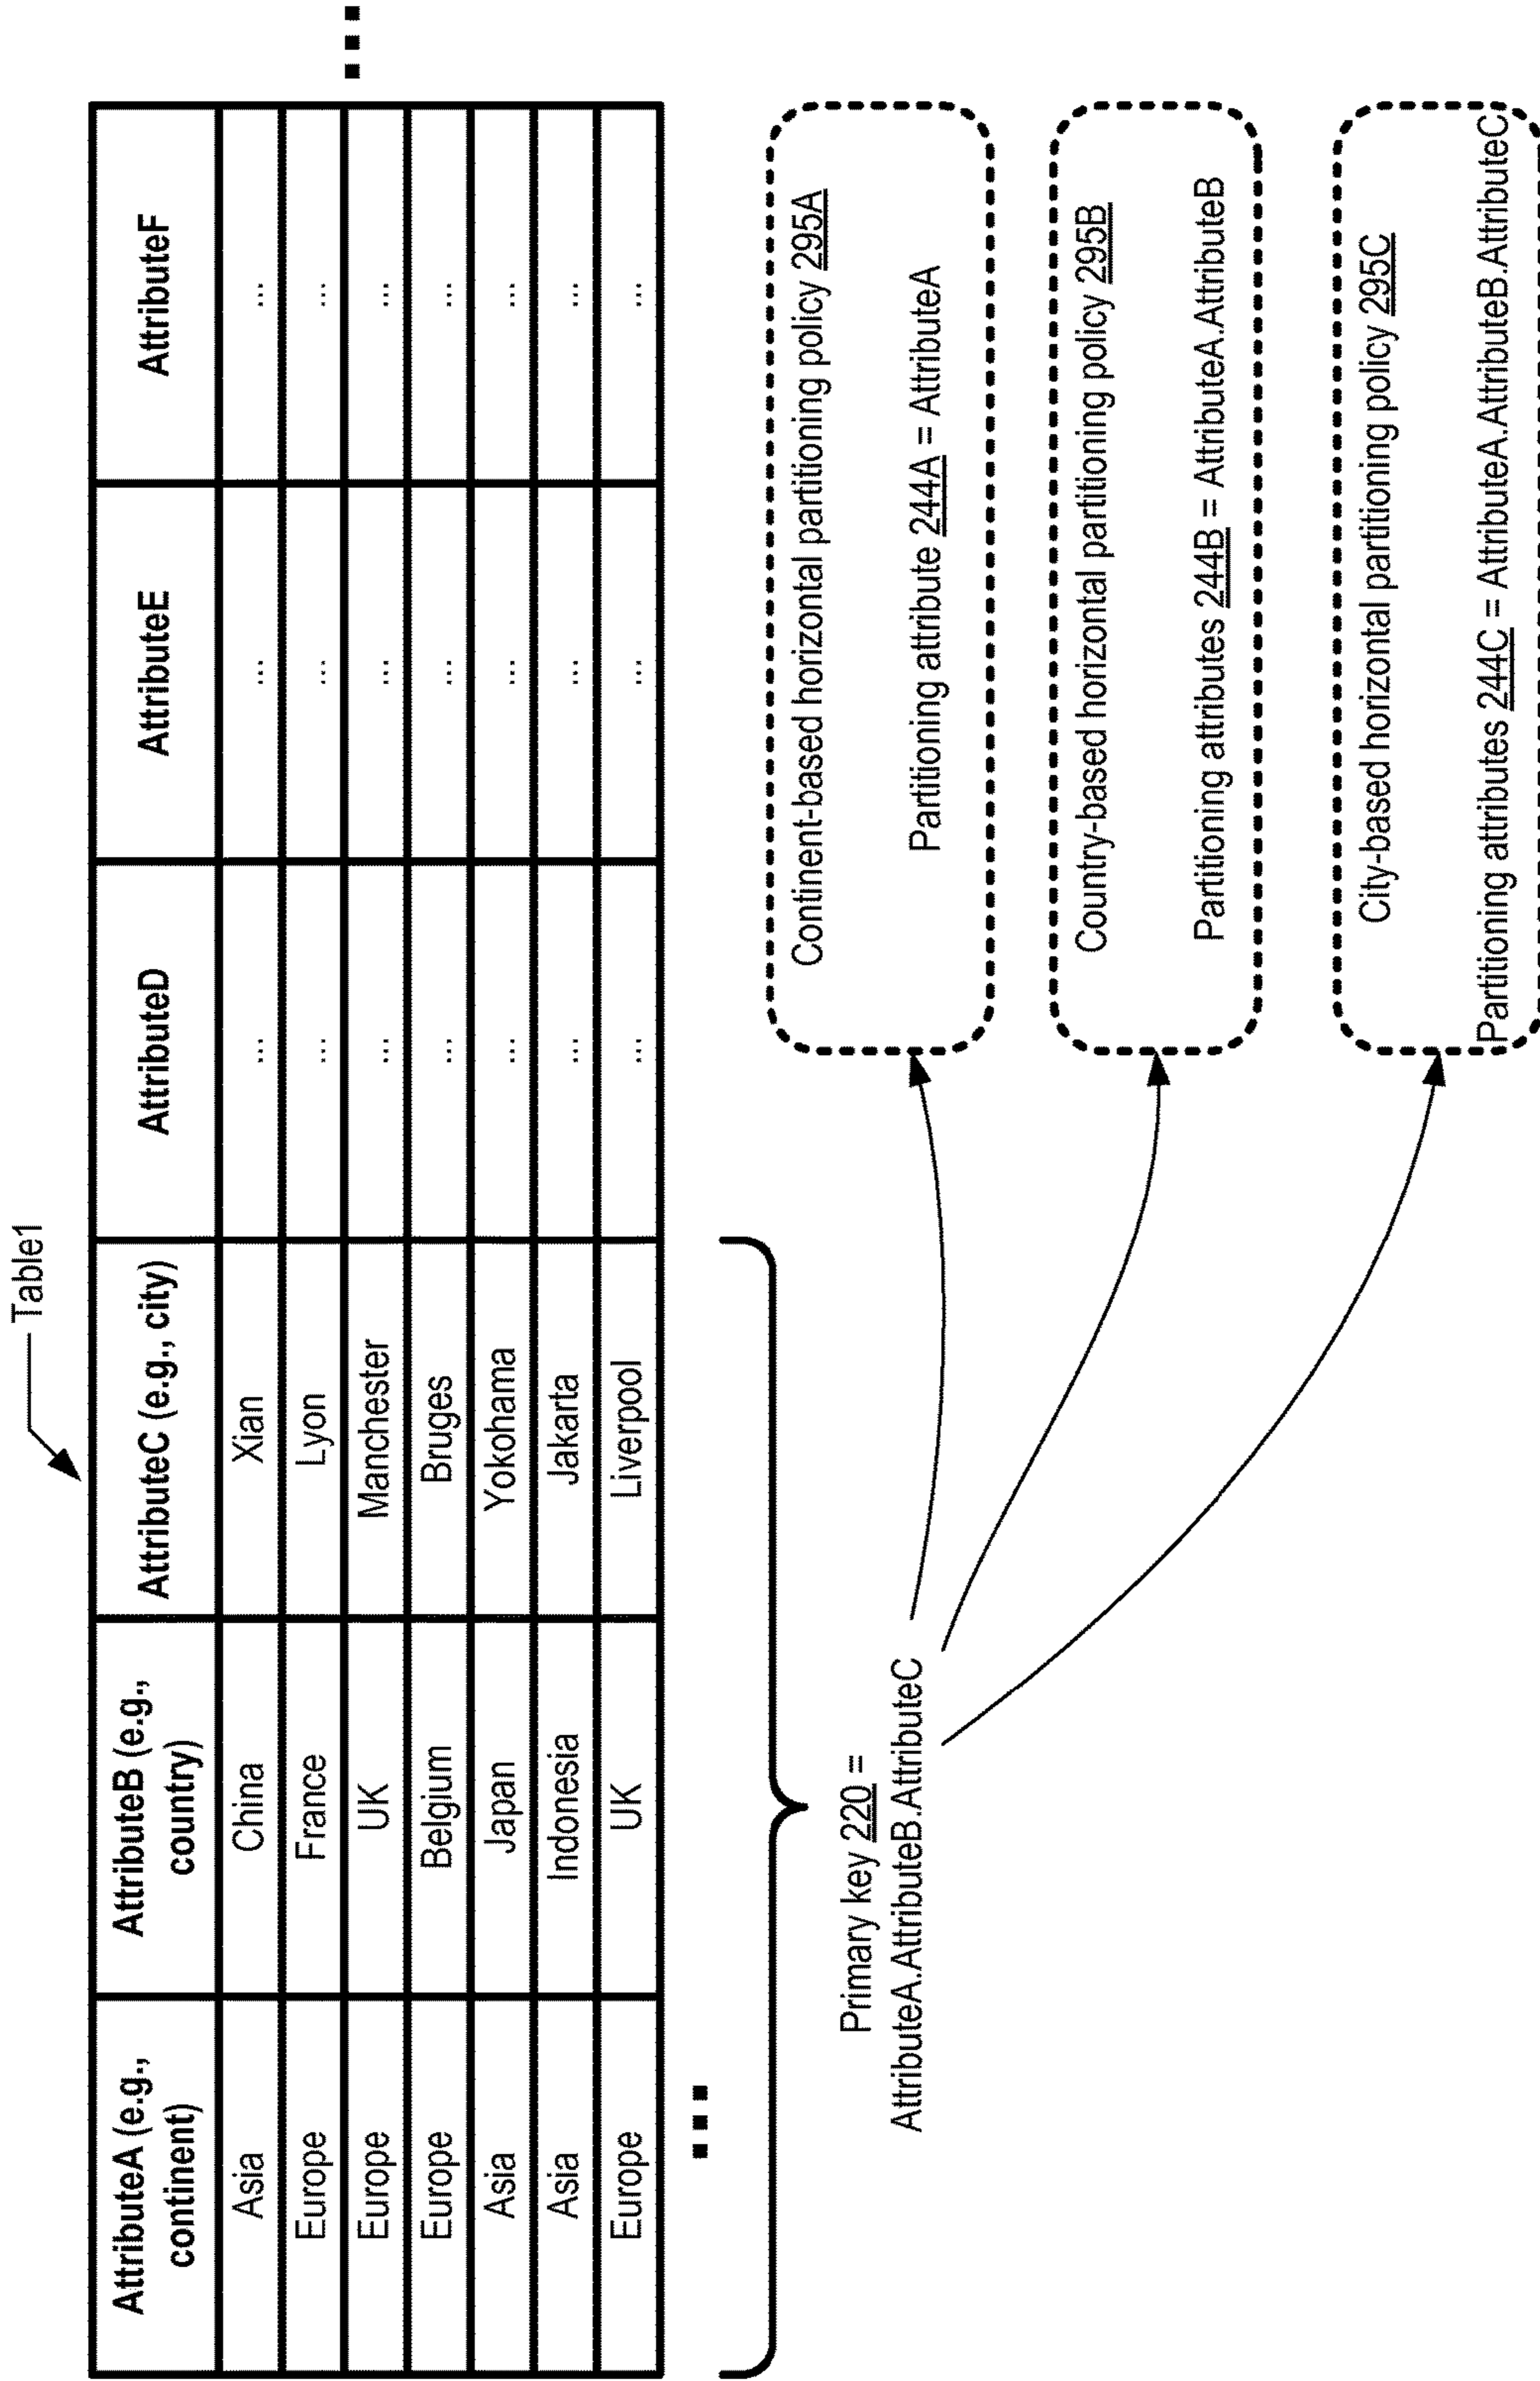 Table1
AttributeA (e.g., continent) AttributeB (e.g., country) AttributeC (e.g., city) AttributeD AttributeE AttributeF
Asia China Xian ... ... ...
Europe France Lyon ... ... ...
Europe UK Manchester ... ... ...
Europe Belgium Bruges ... ... ...
Asia Japan Yokohama ... ... ...
Asia Indonesia Jakarta ... ... ...
Europe UK Liverpool ... ... ...
Primary key 220 =
AttributeA.AttributeB.AttributeC
Continent-based horizontal partitioning policy 295A
Partitioning attribute 244A = AttributeA
Country-based horizontal partitioning policy 295B
Partitioning attributes 244B = AttributeA.AttributeB
City-based horizontal partitioning policy 295C
Partitioning attributes 244C = AttributeA.AttributeB.AttributeC